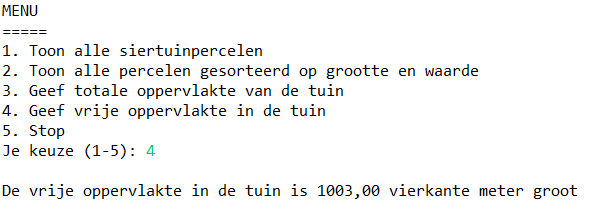 MENU
=====
1. Toon alle siertuinpercelen
2. Toon alle percelen gesorteerd op grootte en waarde
3. Geef totale oppervlakte van de tuin
4. Geef vrije oppervlakte in de tuin
5. Stop
Je keuze (1-5): 4
De vrije oppervlakte in de tuin is 1003,00 vierkante meter groot